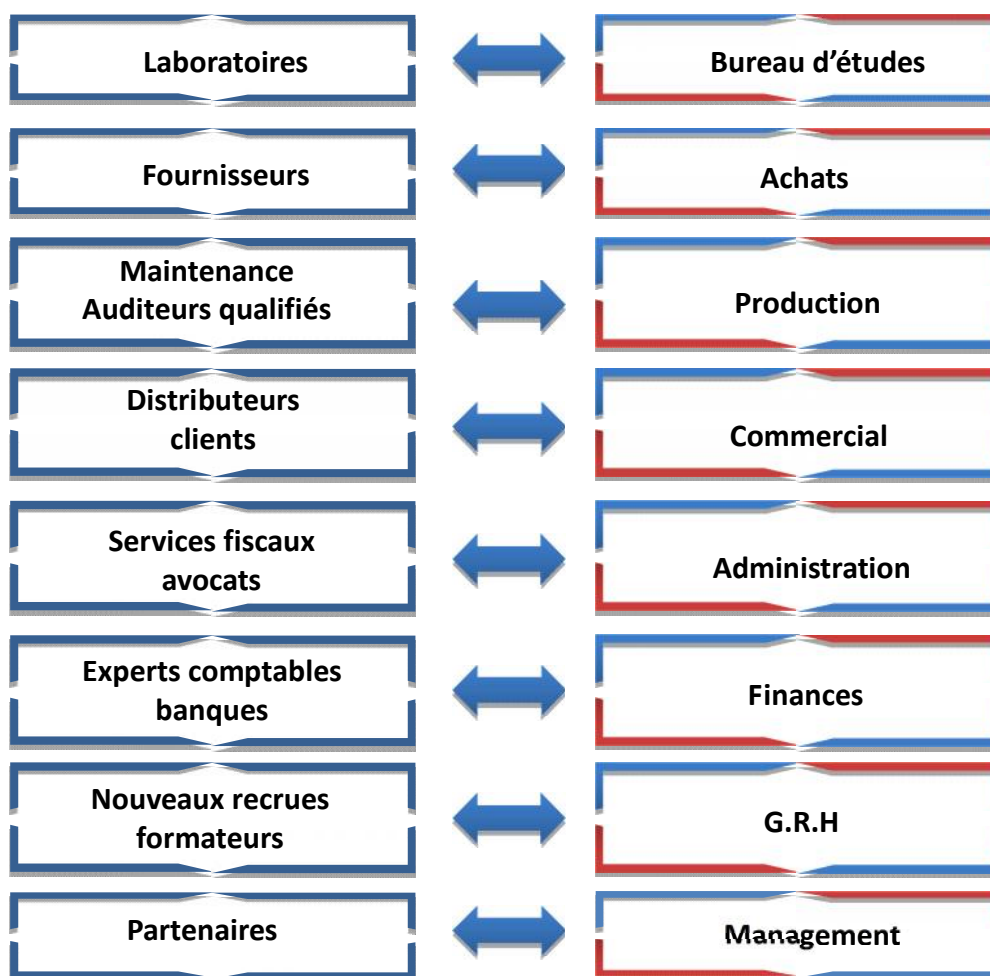 Laboratoires
Bureau d’études
Fournisseurs
Achats
Maintenance
Auditeurs qualifiés
Production
Distributeurs
clients
Commercial
Services fiscaux
avocats
Administration
Experts comptables
banques
Finances
Nouveaux recrues
formateurs
G.R.H
Partenaires
Management